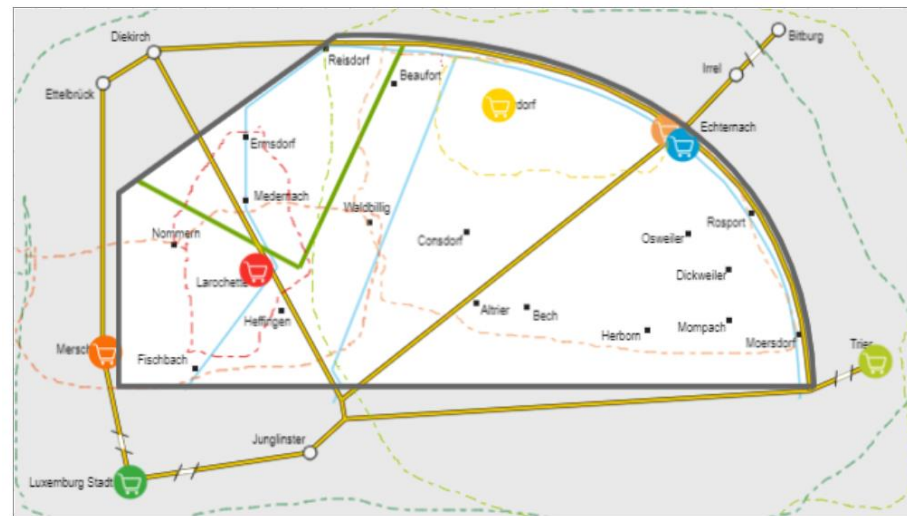 Bitburg
Diekirch
Reisdorf
Irrel
Beaufort
Ettelbrück
dorf
Echternach
Ermsdorf
Medernach
Waldbillig
Rosport
Nommern
Consdorf
Osweiler
Dickweiler
Larochette
Altrier
Bech
Heffingen
Mompach
Herborn
Moersdorf
Trier
Mersch
Fischbach
Junglinster
Luxemburg Stadt